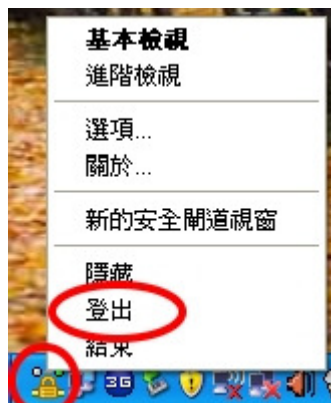 基本檢視
進階檢視
選項...
關於...
新的安全閘道視窗
隱藏
登出
結束
3G